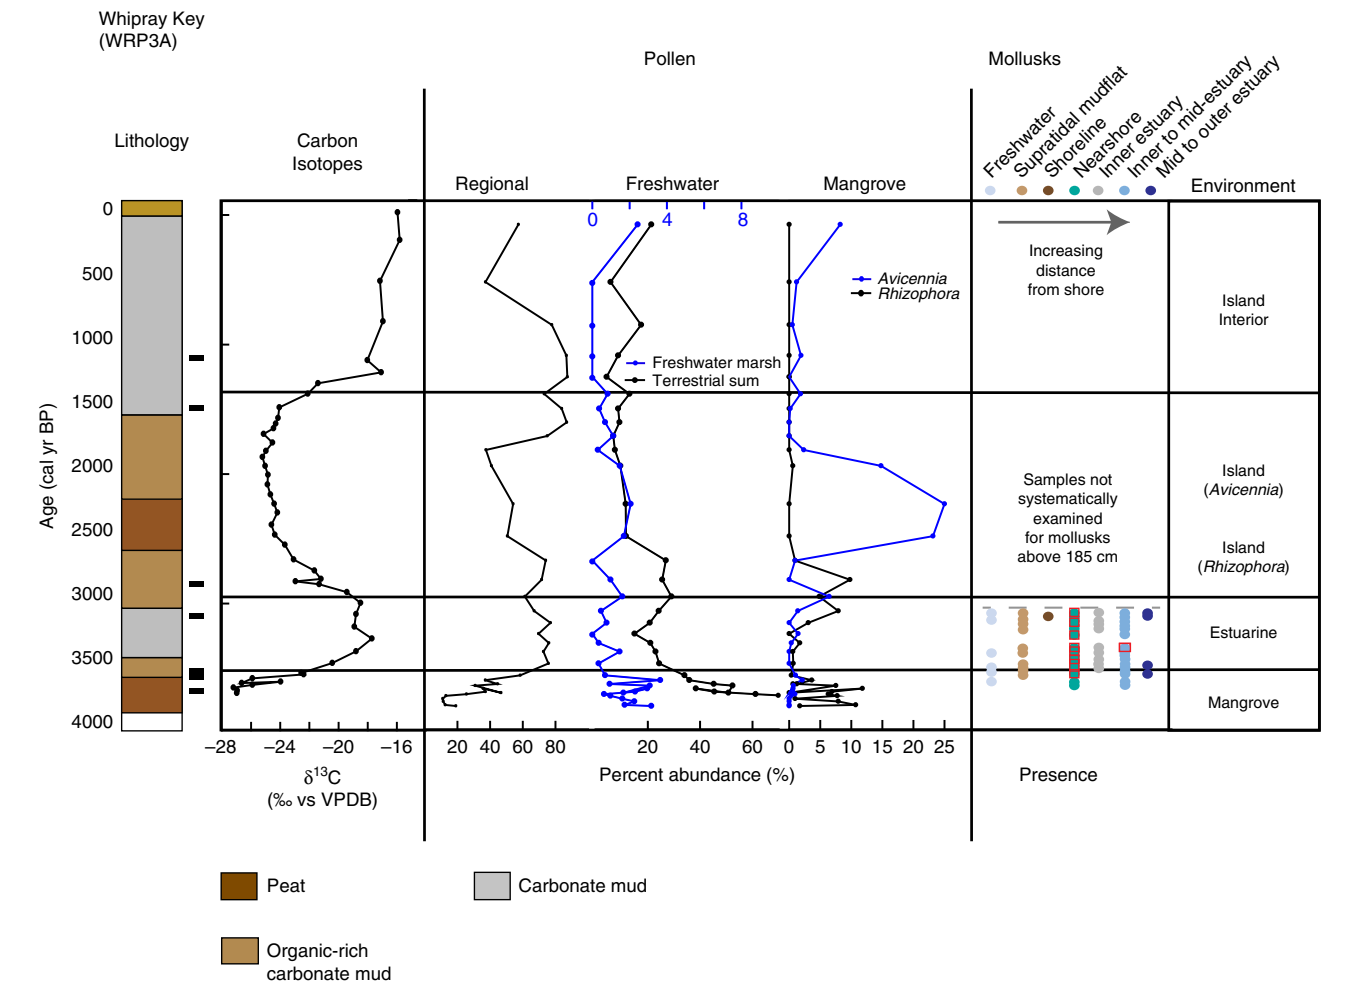 Whipray Key
(WRP3A)
Pollen
Mollusks
Lithology
Carbon
Isotopes
Regional
Freshwater
Mangrove
Freshwater
Supratidal mudflat
Shoreline
Nearshore
Inner estuary
Inner to mid-estuary
Mid to outer estuary
Environment
0 4 8
Age (cal yr BP)
0
500
1000
1500
2000
2500
3000
3500
4000
Increasing
distance
from shore
Avicennia
Rhizophora
Freshwater marsh
Terrestrial sum
Island
Interior
Samples not
systematically
examined
for mollusks
above 185 cm
Island
(Avicennia)
Island
(Rhizophora)
Estuarine
Mangrove
−28 −24 −20 −16
20 40 60 80
20 40 60
0 5 10 15 20 25
δ13C
(‰ vs VPDB)
Percent abundance (%)
Presence
Peat
Carbonate mud
Organic-rich
carbonate mud